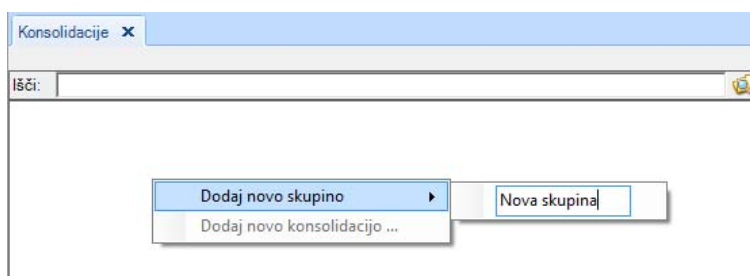 Konsolidacije
Išči:
Dodaj novo skupino
Nova skupina
Dodaj novo konsolidacijo ...